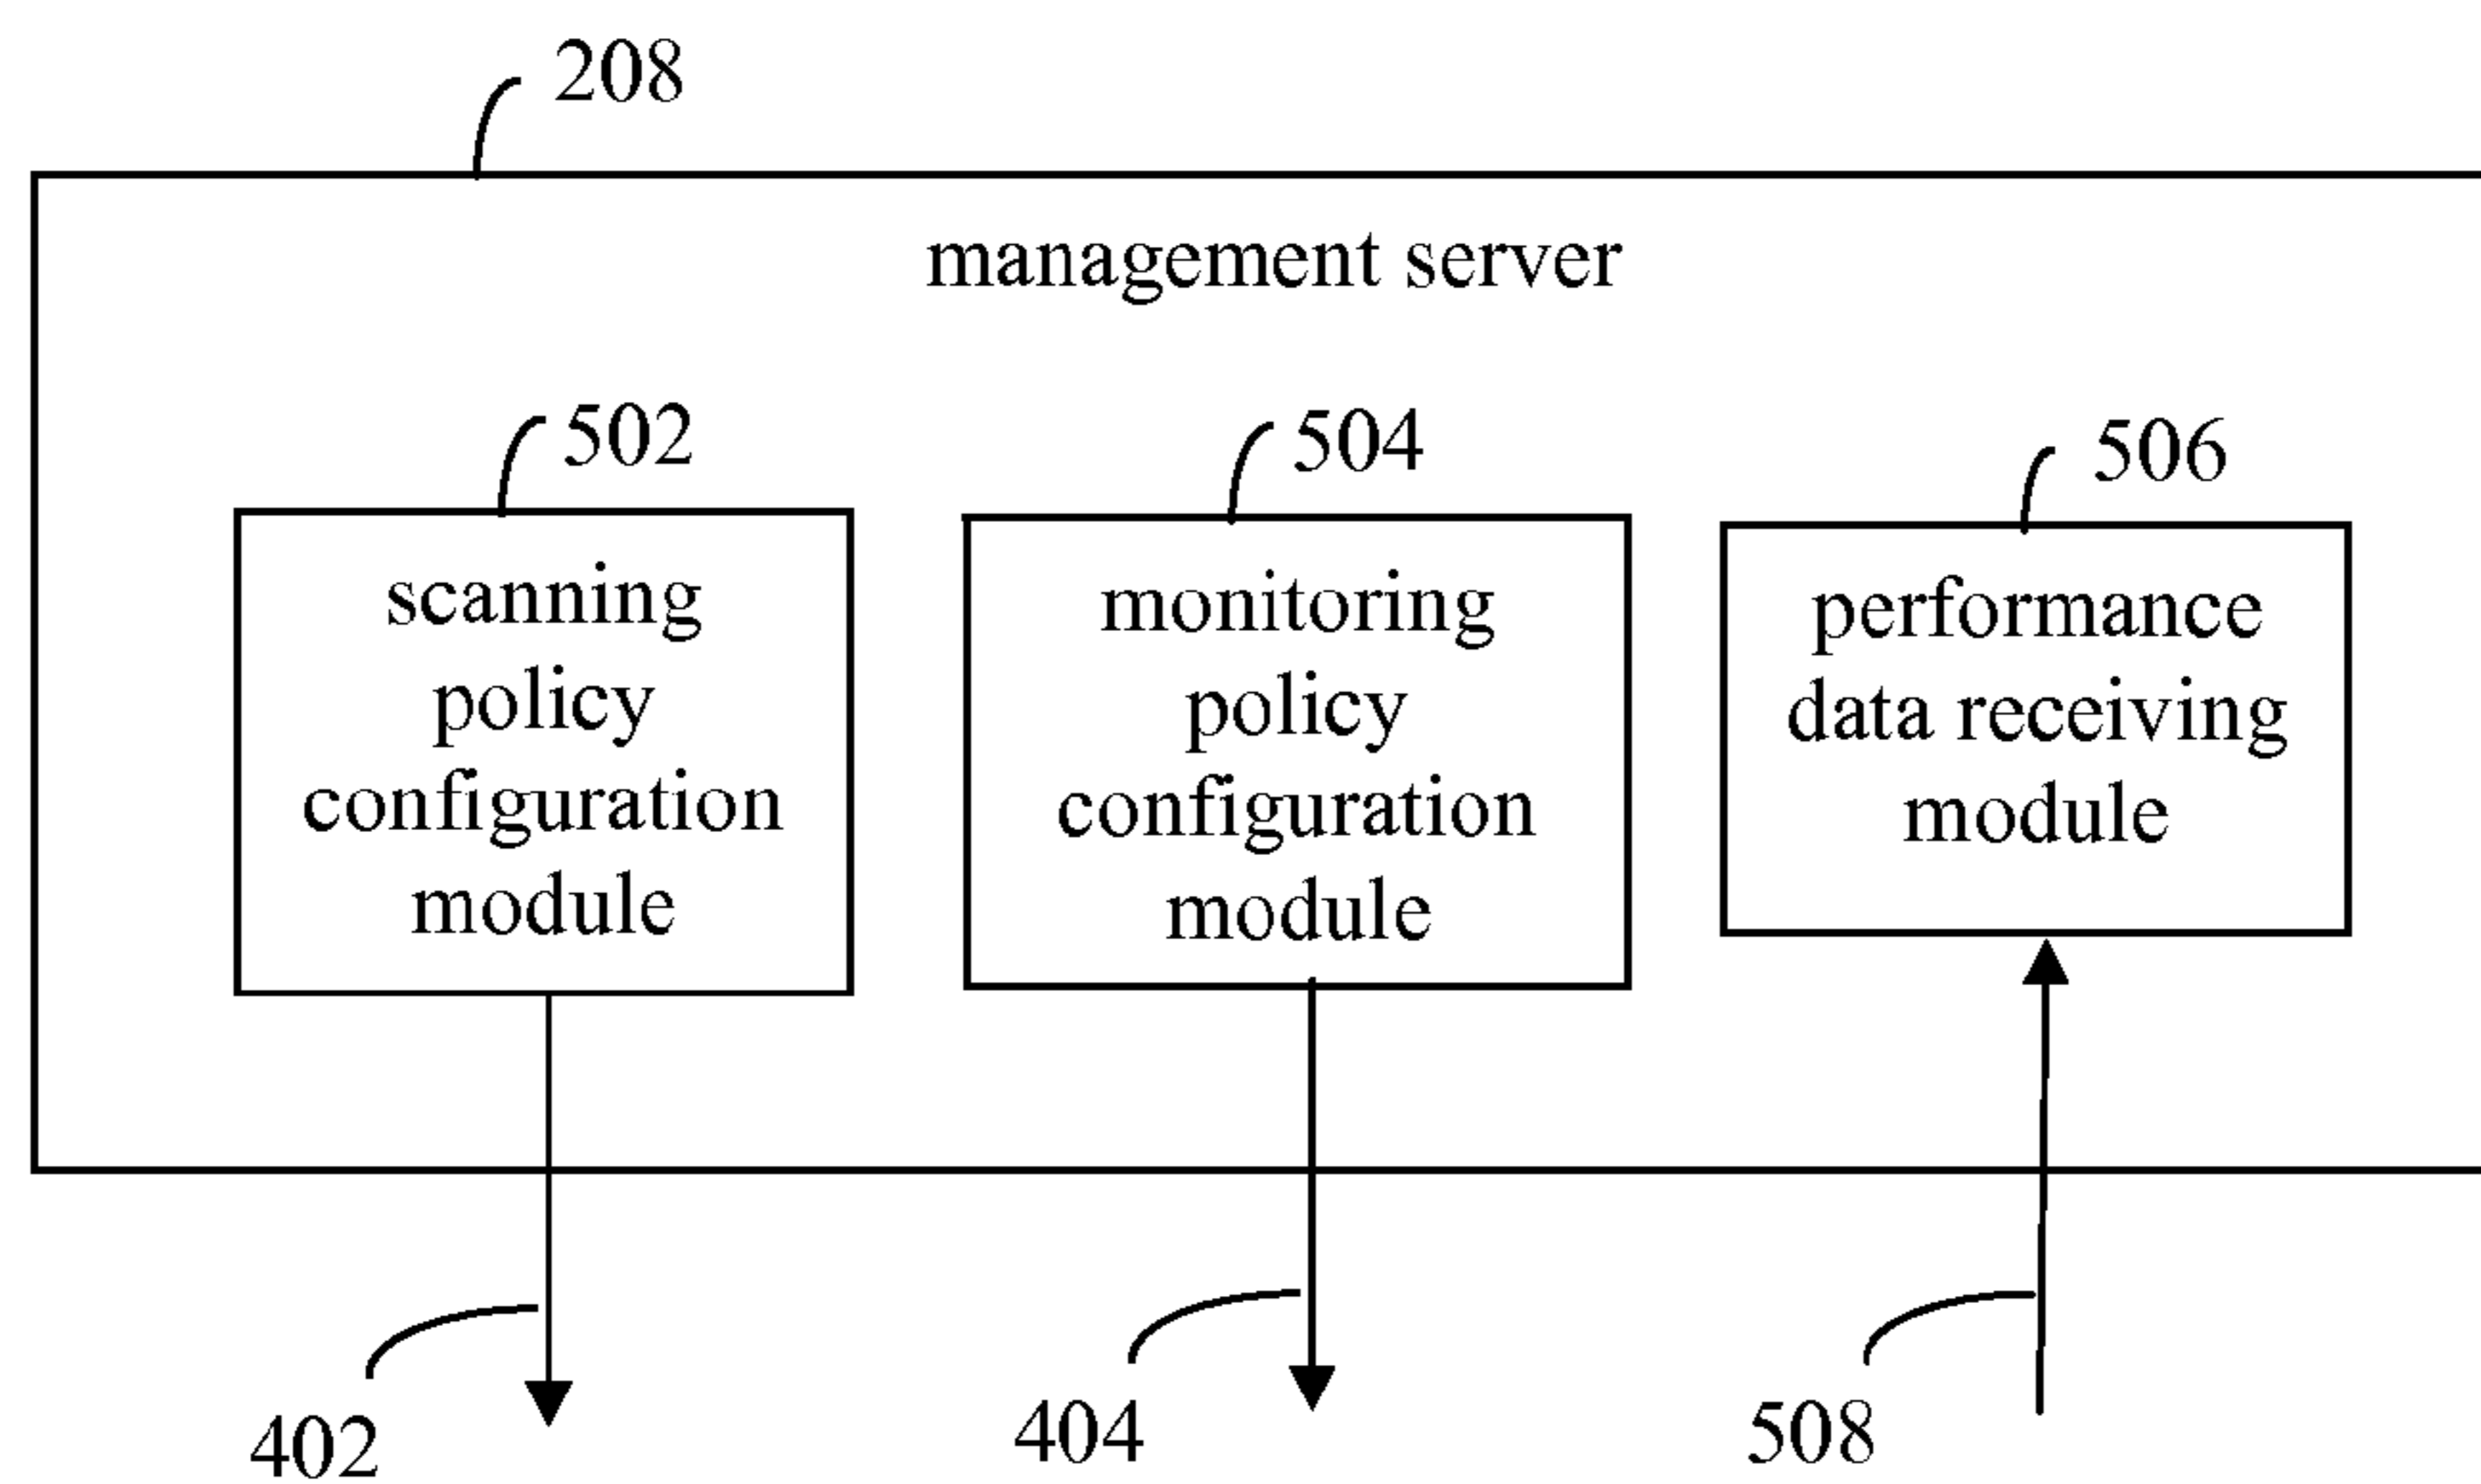 208
management server
502
504
506
scanning
policy
configuration
module
monitoring
policy
configuration
module
performance
data receiving
module
402
404
508